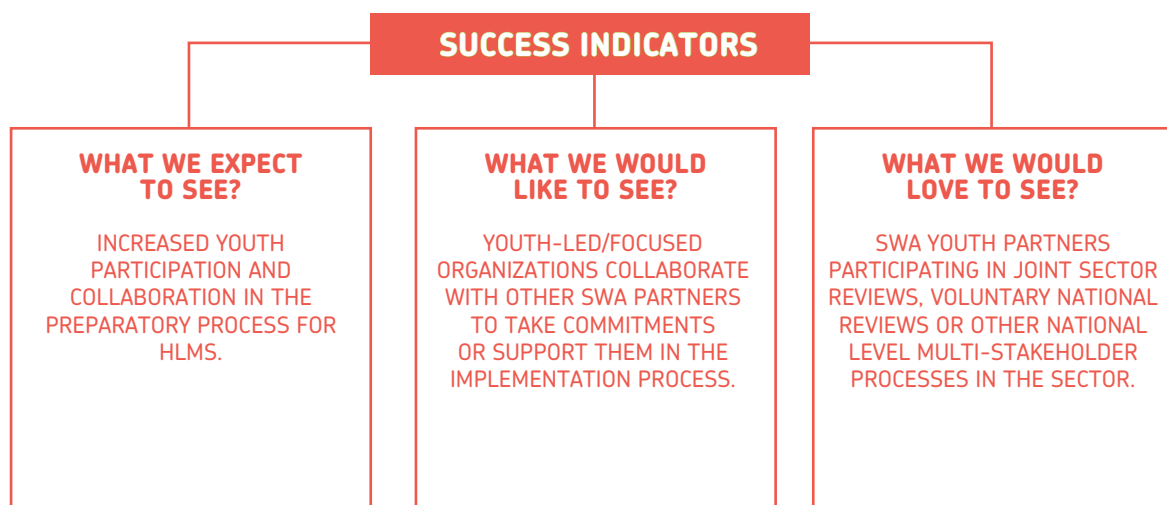 SUCCESS INDICATORS
WHAT WE EXPECT
TO SEE?
INCREASED YOUTH
PARTICIPATION AND
COLLABORATION IN THE
PREPARATORY PROCESS FOR
HLMS.
WHAT WE WOULD
LIKE TO SEE?
YOUTH-LED/FOCUSED
ORGANIZATIONS COLLABORATE
WITH OTHER SWA PARTNERS
TO TAKE COMMITMENTS
OR SUPPORT THEM IN THE
IMPLEMENTATION PROCESS.
WHAT WE WOULD
LOVE TO SEE?
SWA YOUTH PARTNERS
PARTICIPATING IN JOINT SECTOR
REVIEWS, VOLUNTARY NATIONAL
REVIEWS OR OTHER NATIONAL
LEVEL MULTI-STAKEHOLDER
PROCESSES IN THE SECTOR.